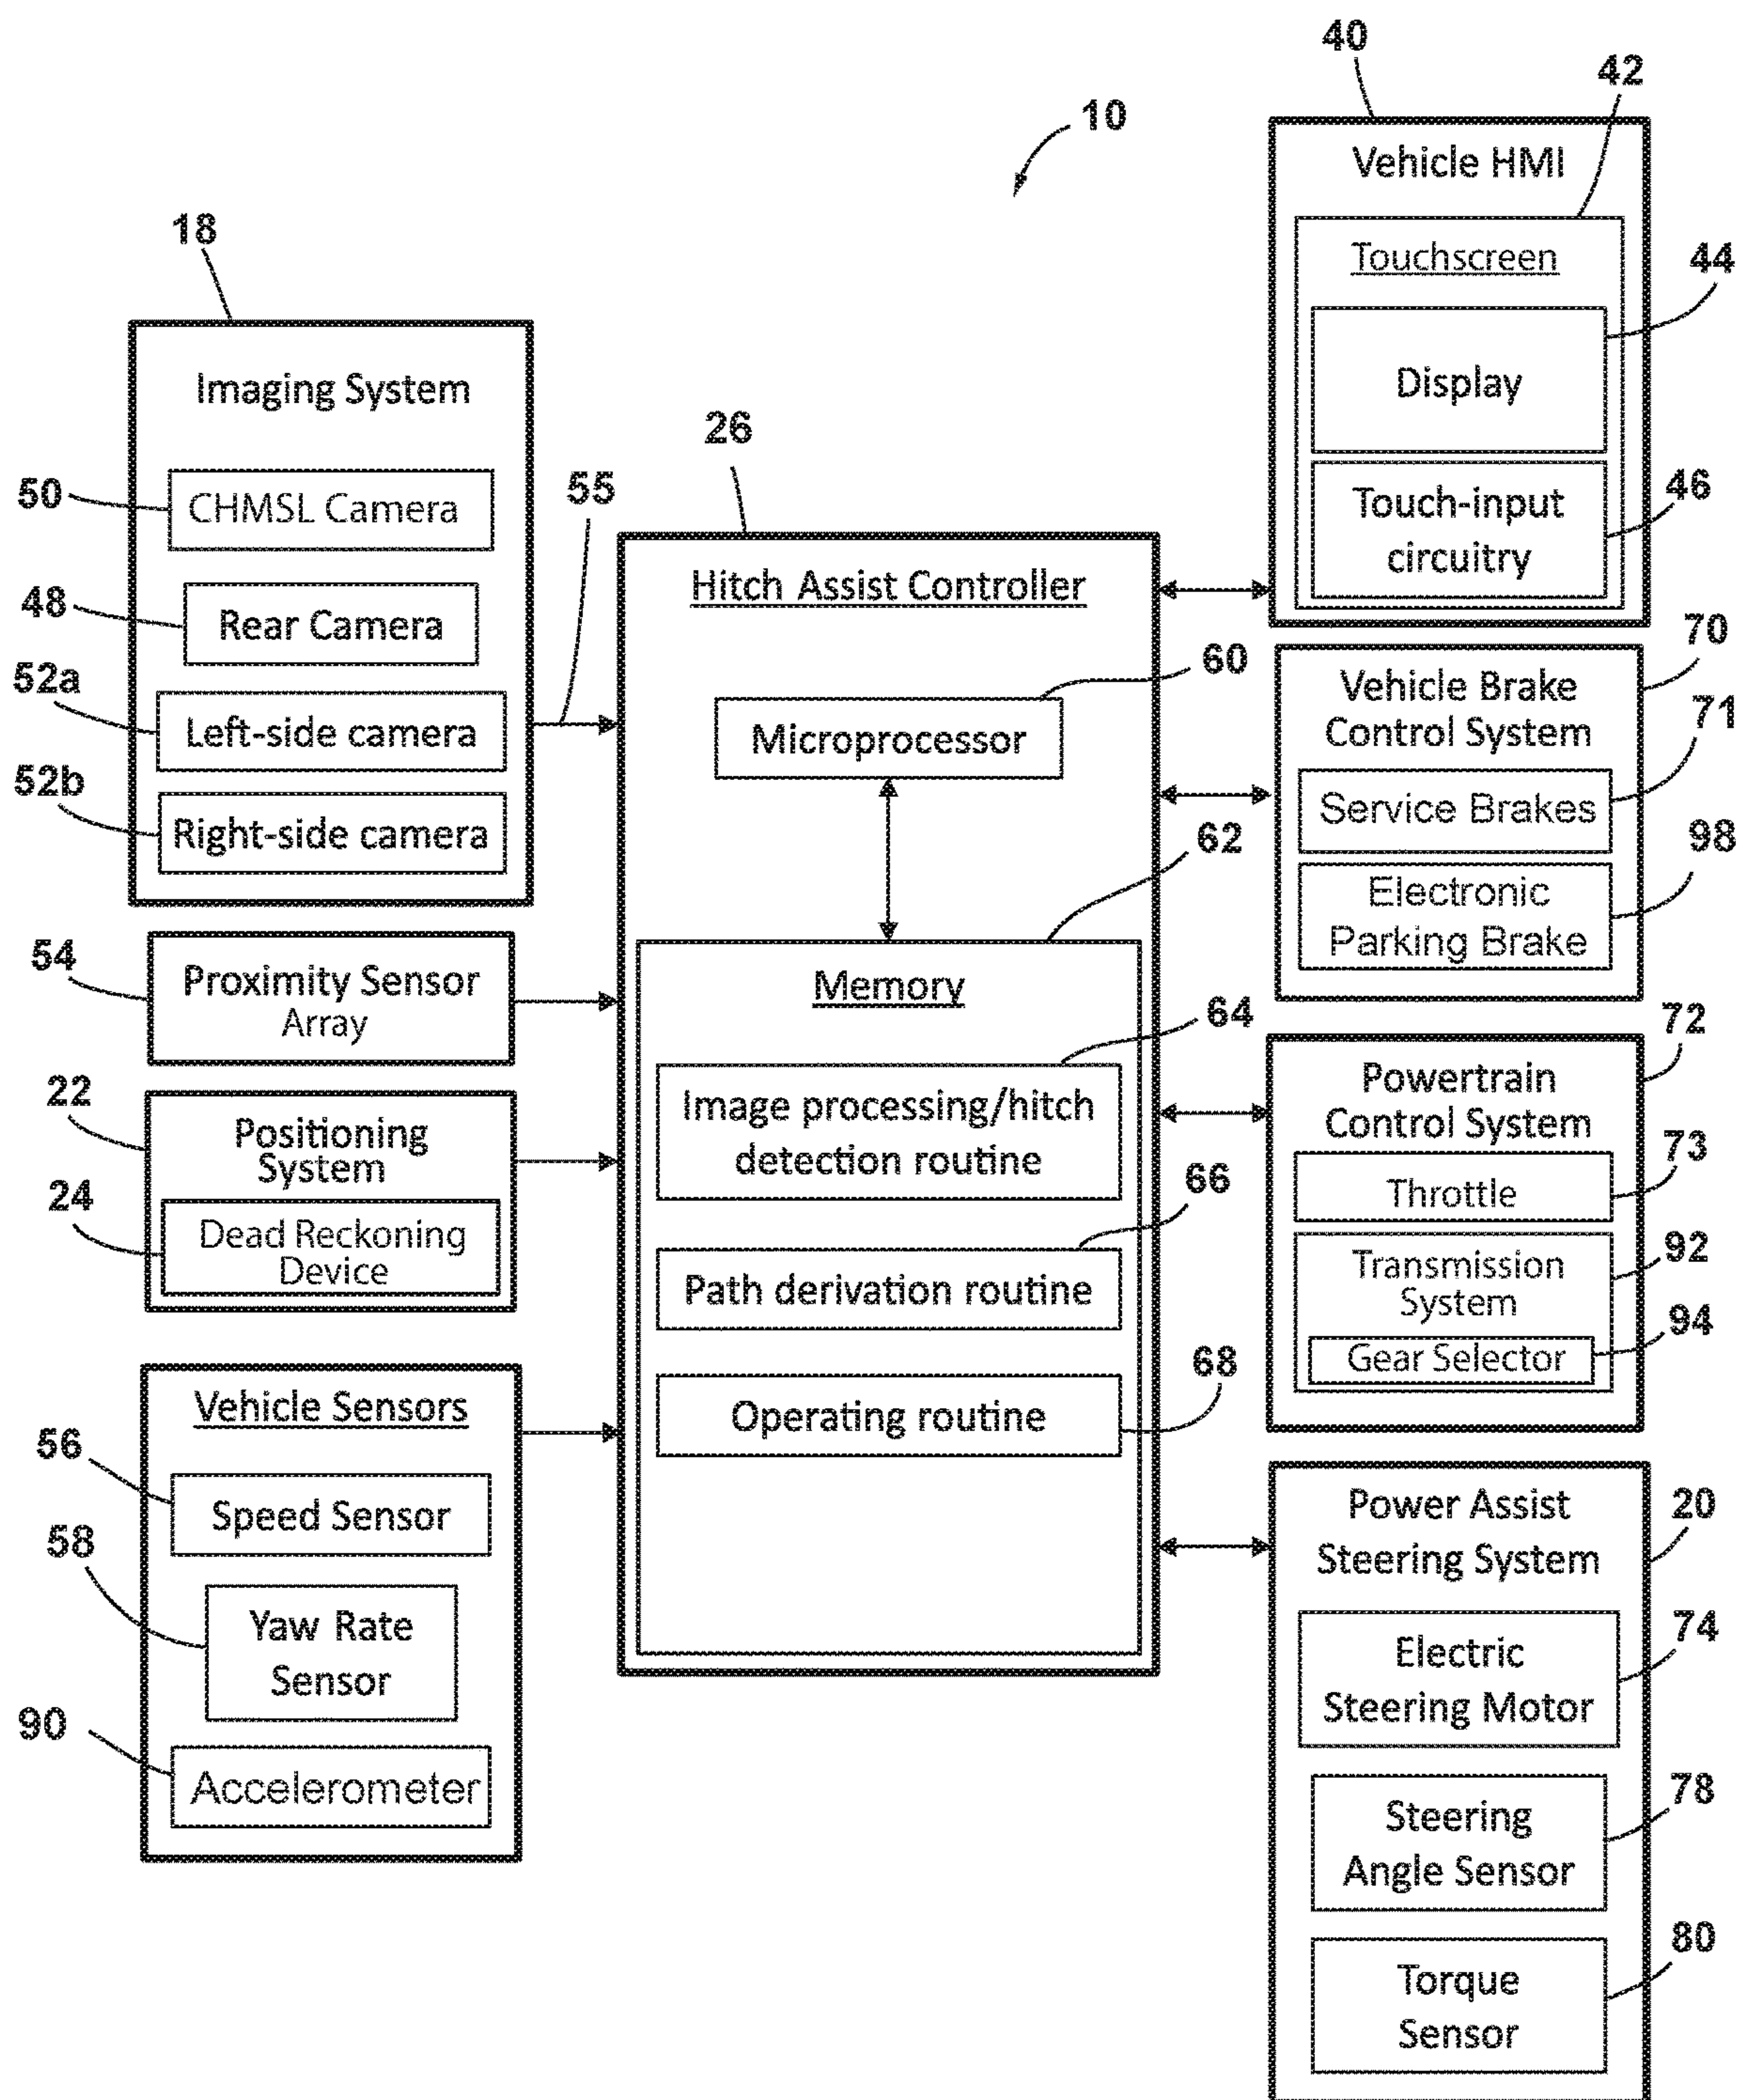 10
18
Imaging System
50
CHMSL Camera
48
Rear Camera
52a
Left-side camera
52b
Right-side camera
55
54
Proximity Sensor
Array
22
Positioning
System
24
Dead Reckoning
Device
Vehicle Sensors
56
Speed Sensor
58
Yaw Rate
Sensor
90
Accelerometer
26
Hitch Assist Controller
60
Microprocessor
62
Memory
64
Image processing/hitch
detection routine
66
Path derivation routine
68
Operating routine
40
Vehicle HMI
42
Touchscreen
44
Display
46
Touch-input
circuitry
70
Vehicle Brake
Control System
71
Service Brakes
98
Electronic
Parking Brake
72
Powertrain
Control System
73
Throttle
92
Transmission
System
94
Gear Selector
20
Power Assist
Steering System
74
Electric
Steering Motor
78
Steering
Angle Sensor
80
Torque
Sensor